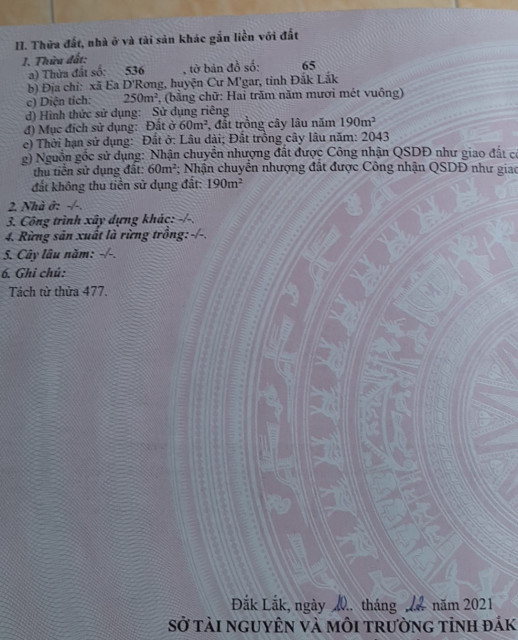 II. Thửa đất, nhà ở và tài sản khác gắn liền với đất
1. Thửa đất:
a) Thửa đất số: 536 , tờ bản đồ số: 65
b) Địa chỉ: xã Ea D'Rơng, huyện Cư M'gar, tỉnh Đắk Lắk
c) Diện tích: 250m², (bằng chữ: Hai trăm năm mươi mét vuông)
d) Hình thức sử dụng: Sử dụng riêng
đ) Mục đích sử dụng: Đất ở 60m², đất trồng cây lâu năm 190m²
e) Thời hạn sử dụng: Đất ở: Lâu dài; Đất trồng cây lâu năm: 2043
g) Nguồn gốc sử dụng: Nhận chuyển nhượng đất được Công nhận QSDĐ như giao đất có
thu tiền sử dụng đất: 60m²; Nhận chuyển nhượng đất được Công nhận QSDĐ như giao
đất không thu tiền sử dụng đất: 190m²
2. Nhà ở: -/-.
3. Công trình xây dựng khác: -/-.
4. Rừng sản xuất là rừng trồng: -/-.
5. Cây lâu năm: -/-.
6. Ghi chú:
Tách từ thửa 477.
Đắk Lắk, ngày 10.. tháng .12. năm 2021
SỞ TÀI NGUYÊN VÀ MÔI TRƯỜNG TỈNH ĐẮK